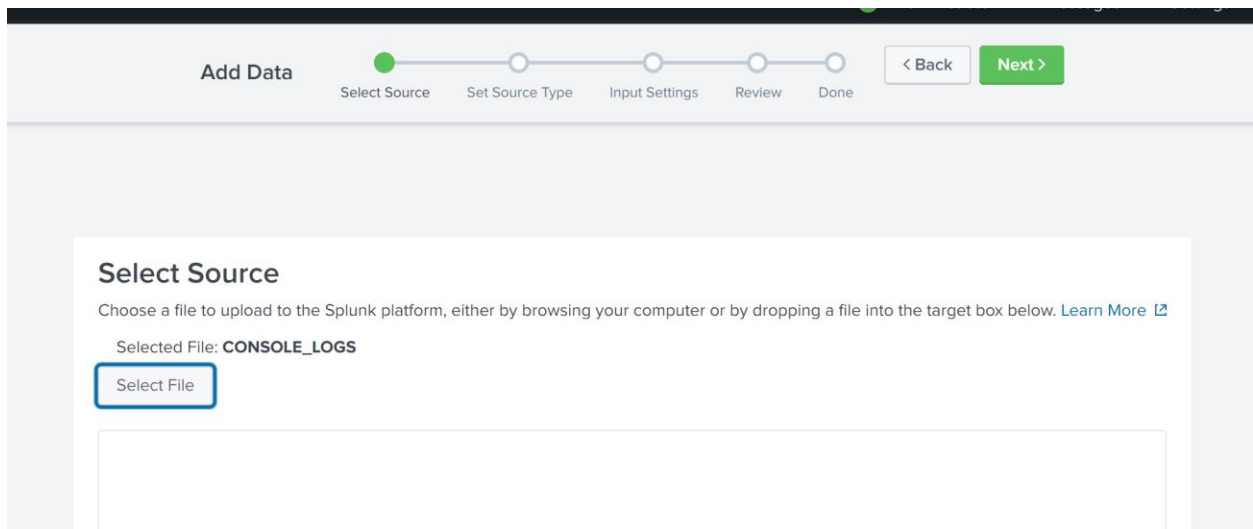 Add Data
Select Source
Set Source Type
Input Settings
Review
Done
< Back
Next >
Select Source
Choose a file to upload to the Splunk platform, either by browsing your computer or by dropping a file into the target box below. Learn More
Selected File: CONSOLE_LOGS
Select File